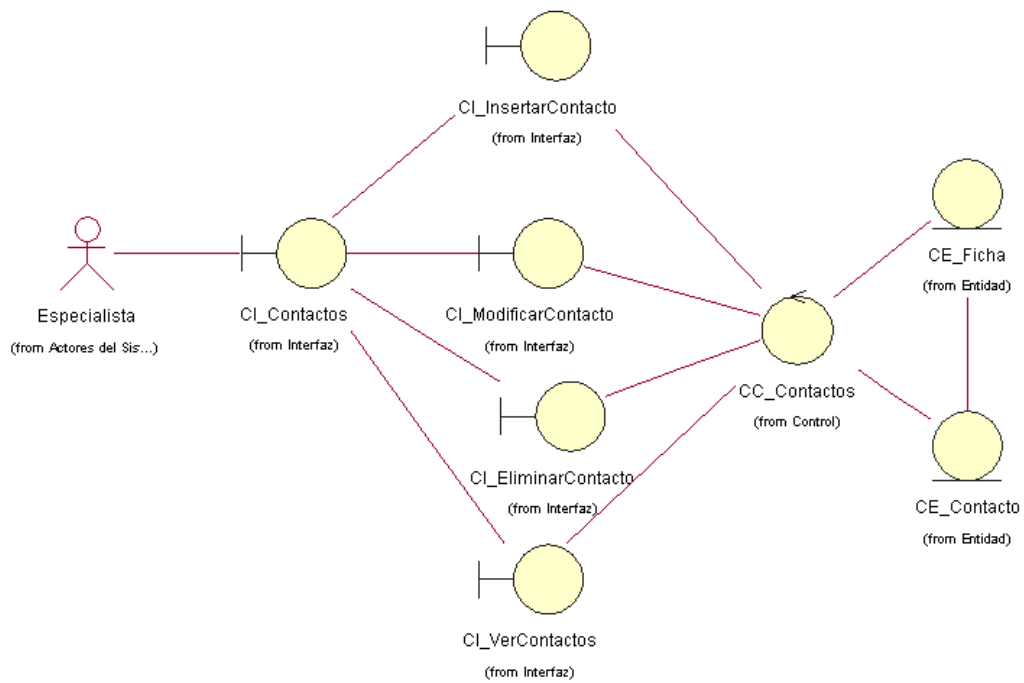 CI_InsertarContacto
(from Interfaz)
CE_Ficha
(from Entidad)
Especialista
(from Actores del Sis...)
CI_Contactos
(from Interfaz)
CI_ModificarContacto
(from Interfaz)
CC_Contactos
(from Control)
CI_EliminarContacto
(from Interfaz)
CE_Contacto
(from Entidad)
CI_VerContactos
(from Interfaz)